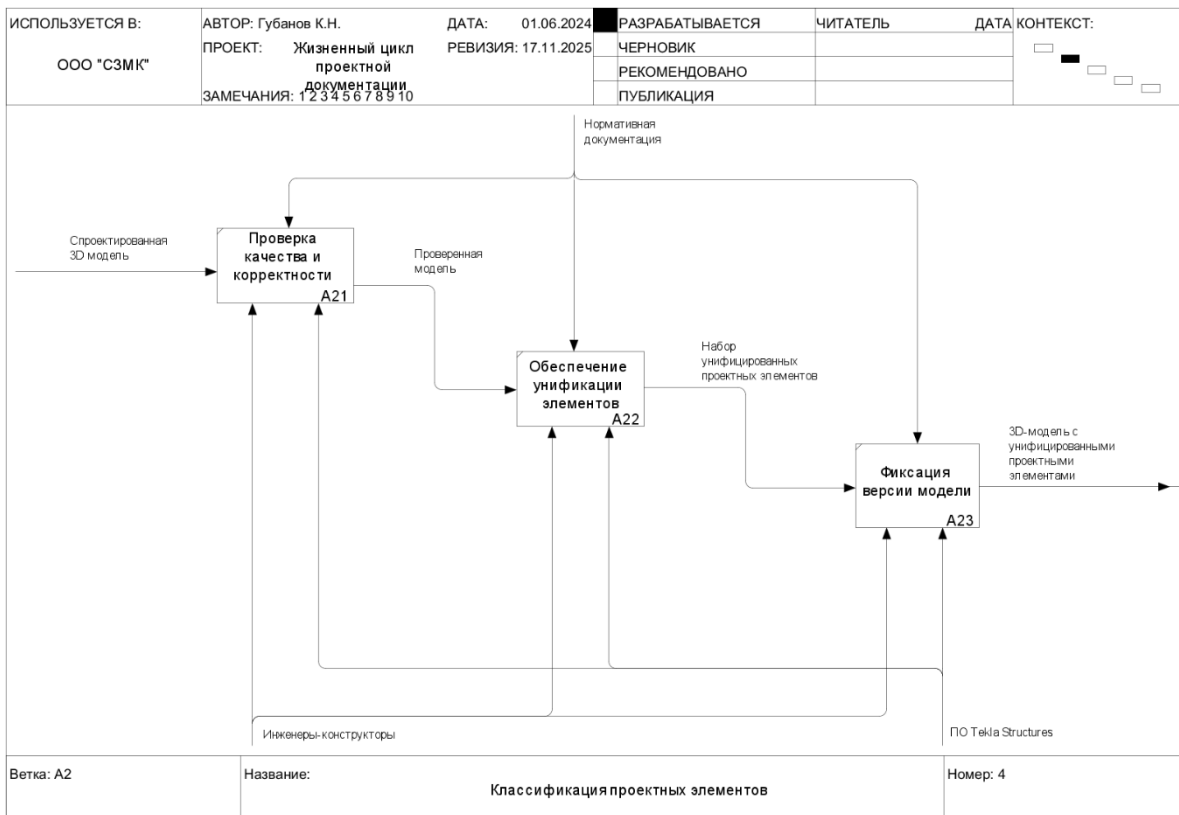 ИСПОЛЬЗУЕТСЯ В:
ООО "СЗМК"
АВТОР: Губанов К.Н.
ДАТА: 01.06.2024
ПРОЕКТ: Жизненный цикл
проектной
документации
РЕВИЗИЯ: 17.11.2025
ЗАМЕЧАНИЯ: 1 2 3 4 5 6 7 8 9 10
РАЗРАБАТЫВАЕТСЯ
ЧЕРНОВИК
РЕКОМЕНДОВАНО
ПУБЛИКАЦИЯ
ЧИТАТЕЛЬ
ДАТА
КОНТЕКСТ:
Нормативная
документация
Спроектированная
3D модель
Проверка
качества и
корректности
A21
Проверенная
модель
Обеспечение
унификации
элементов
A22
Набор
унифицированных
проектных элементов
Фиксация
версии модели
A23
3D-модель с
унифицированными
проектными
элементами
Инженеры-конструкторы
ПО Tekla Structures
Ветка: A2
Название:
Классификация проектных элементов
Номер: 4